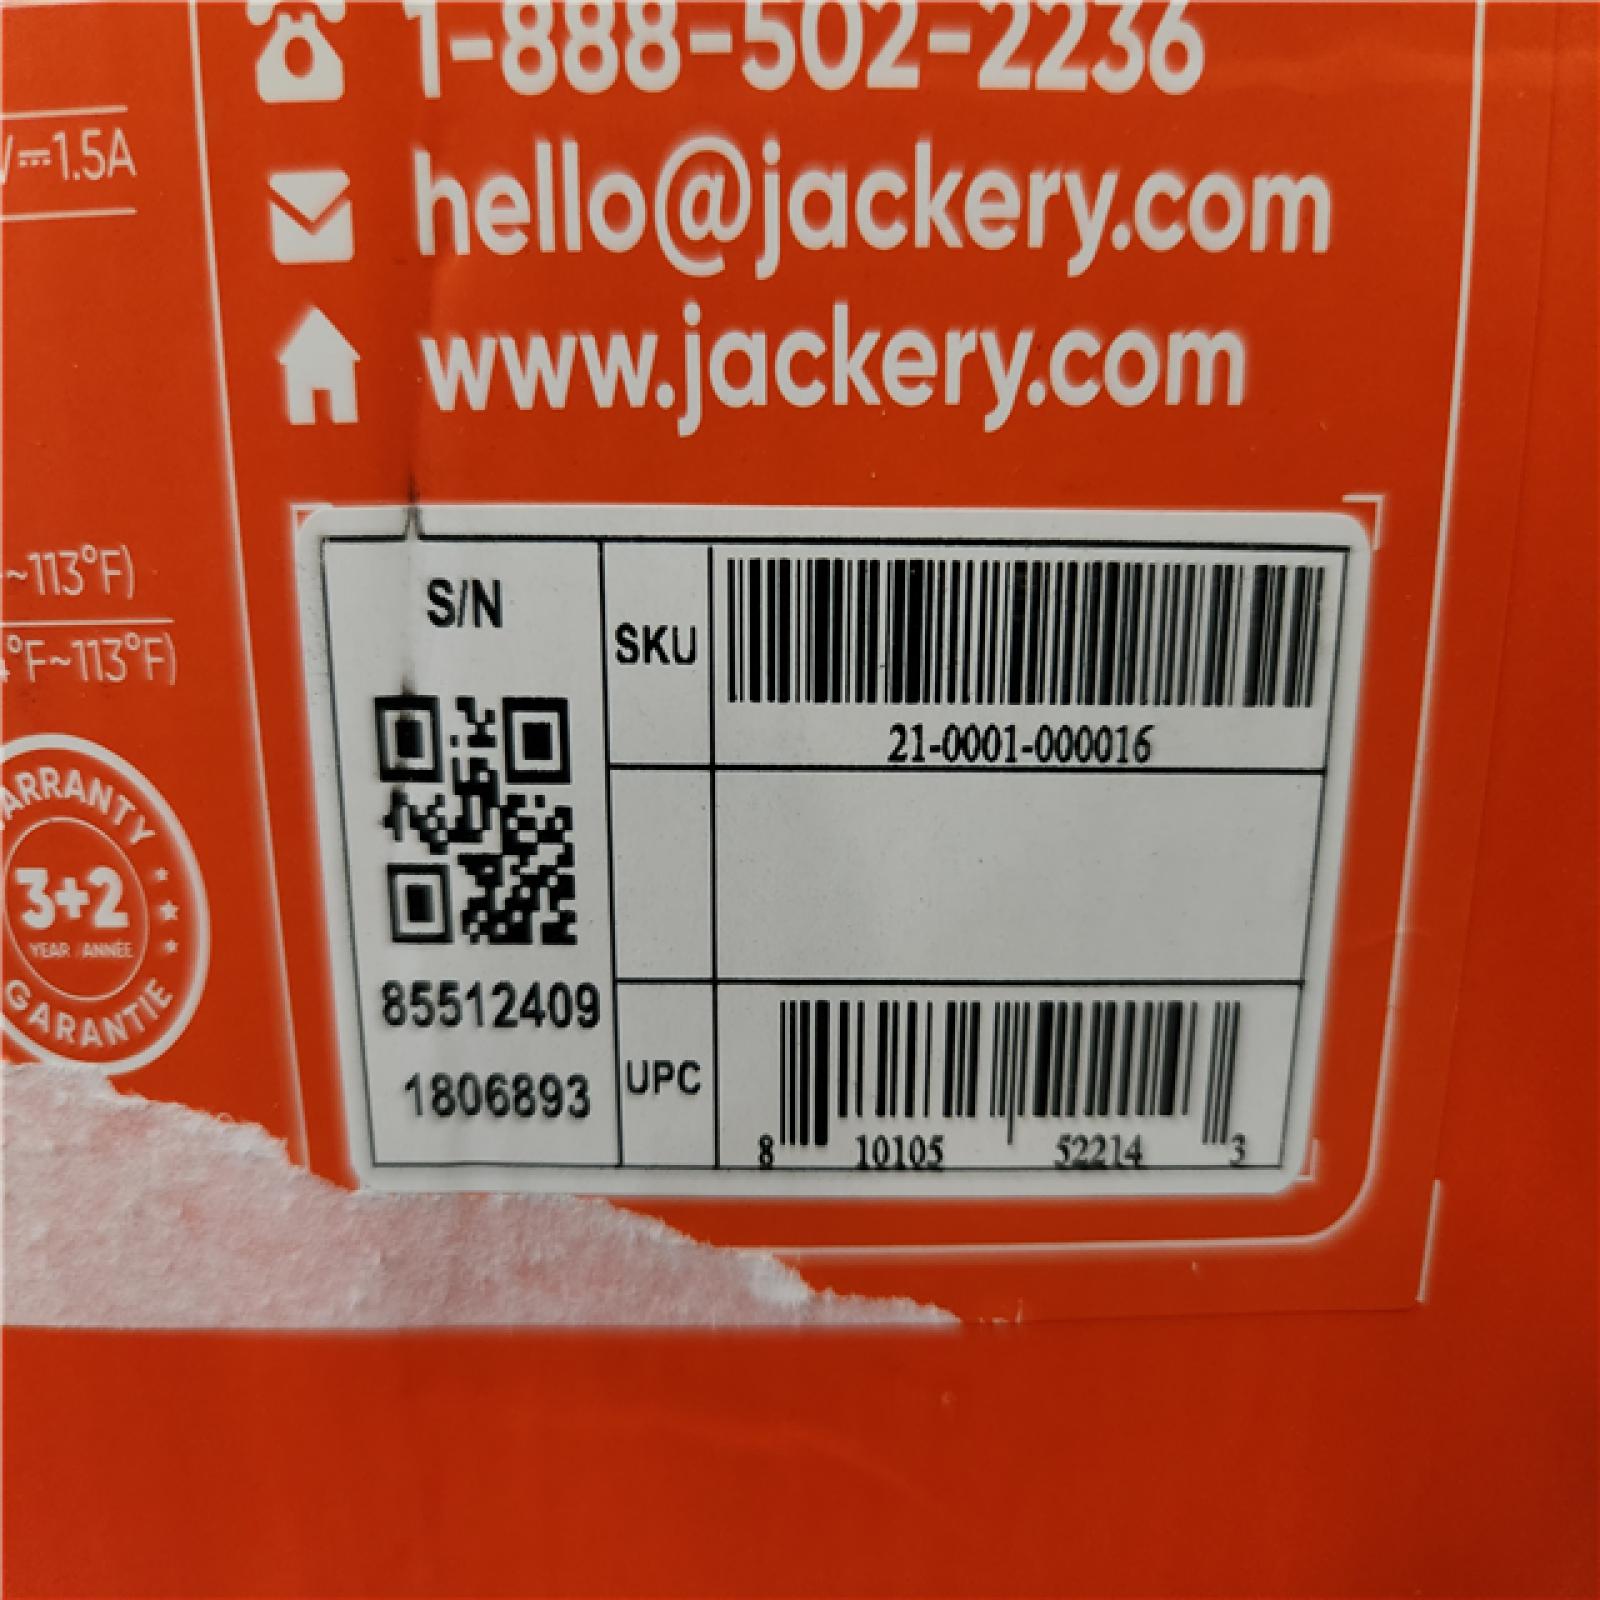 1-888-502-2236
hello@jackery.com
www.jackery.com
V⎓1.5A
~113°F)
°F~113°F)
WARRANTY
3+2
YEAR /ANNÉE
GARANTIE
S/N
85512409
1806893
SKU
21-0001-000016
UPC
8 10105 52214 3